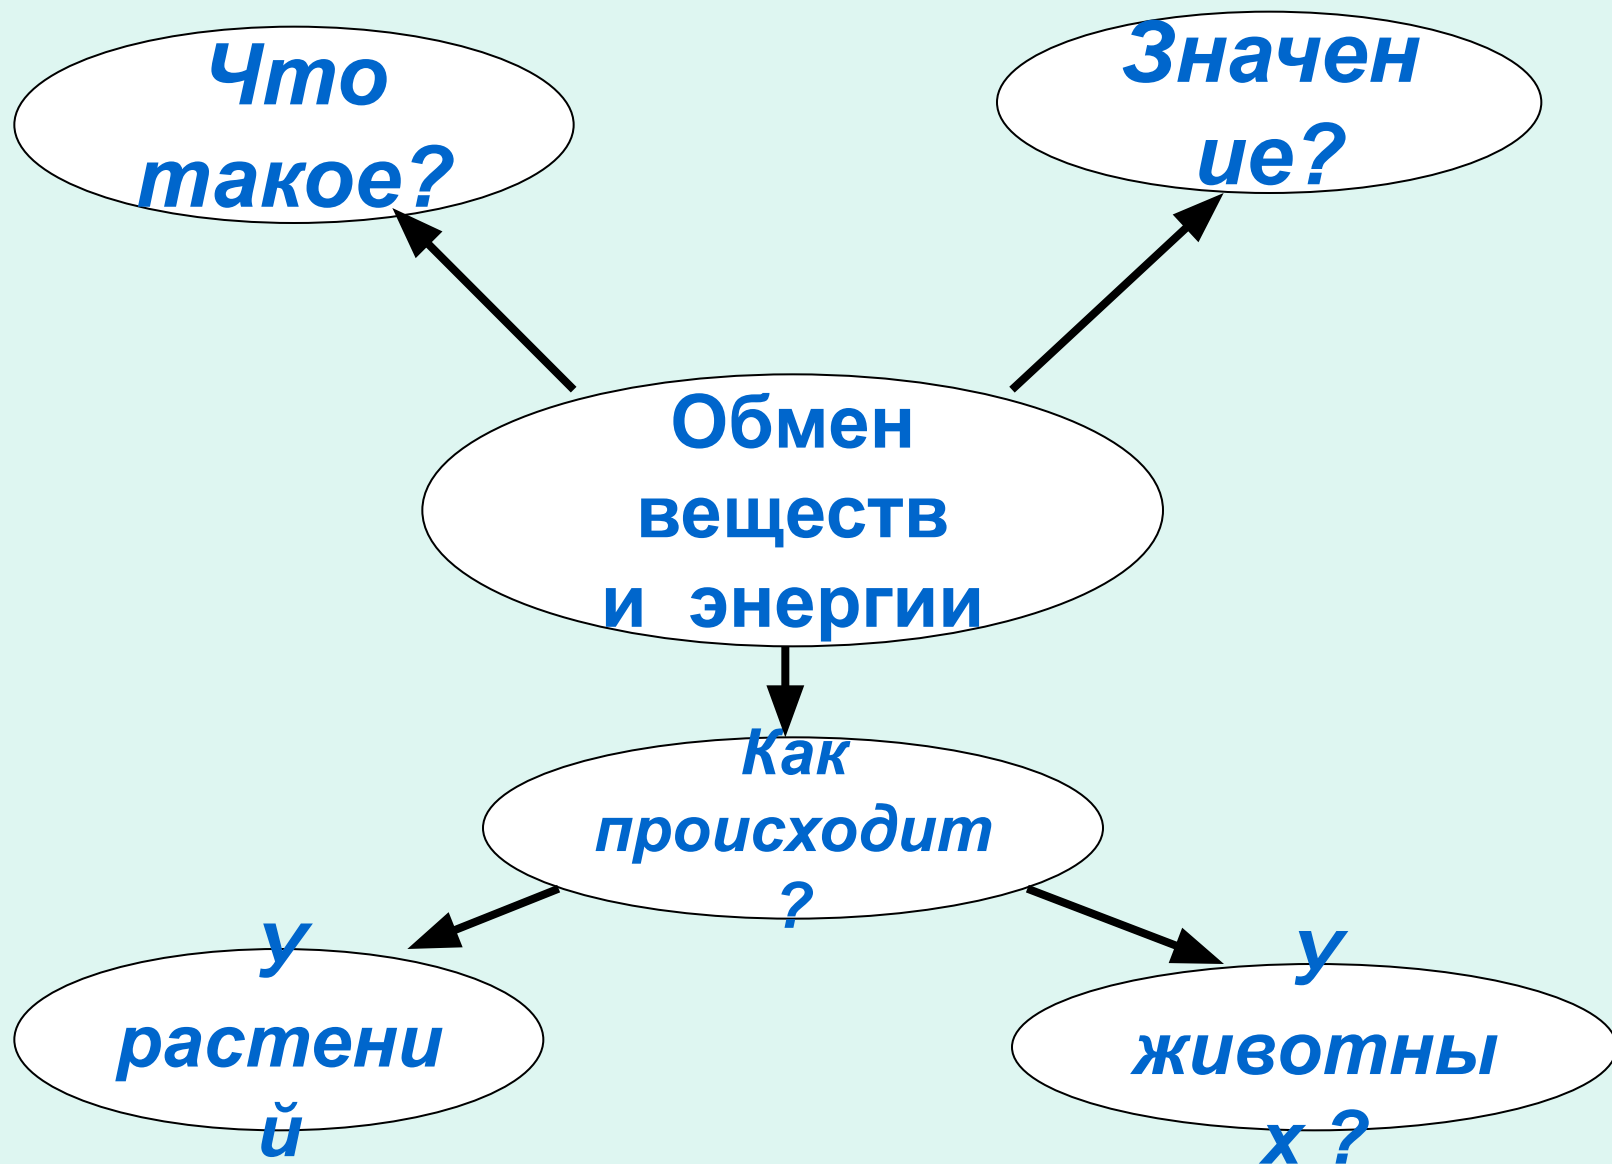 Что
такое?
Значен
ие?
Обмен
веществ
и энергии
Как
происходит
?
У
растени
й
У
животны
х ?